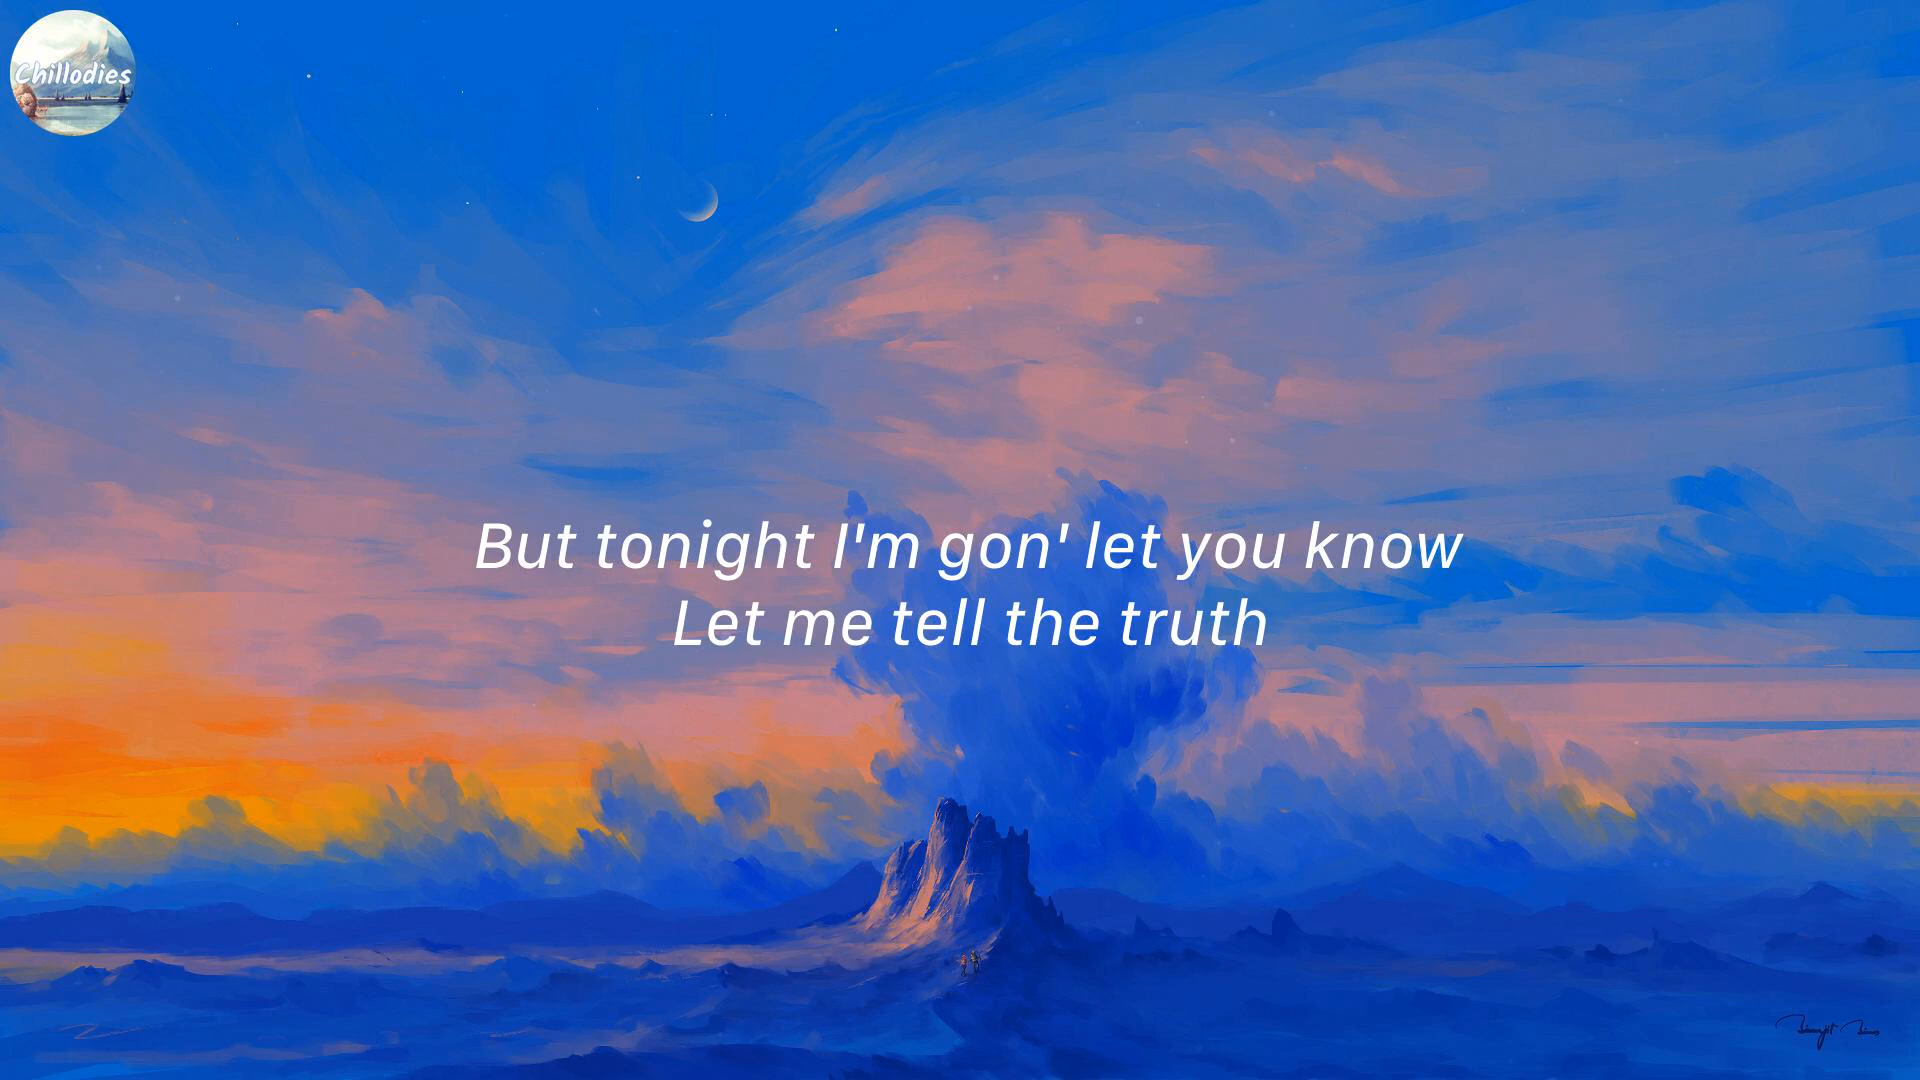 Chillodies
But tonight I'm gon' let you know
Let me tell the truth